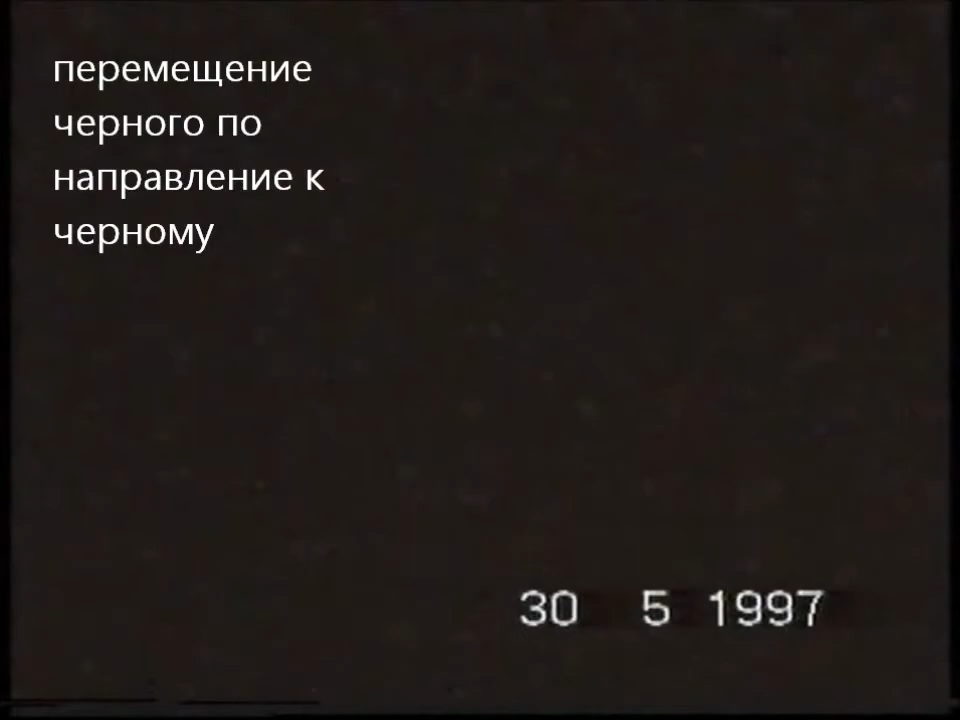 перемещение
черного по
направление к
черному
30 5 1997